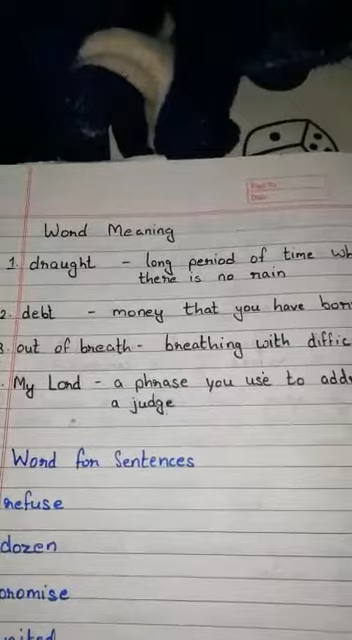 Word Meaning
1. draught - long period of time wh
there is no rain
2. debt - money that you have bor
3. out of breath - breathing with diffic
. My Lord - a phrase you use to addr
a judge
Word for Sentences
refuse
dozen
promise